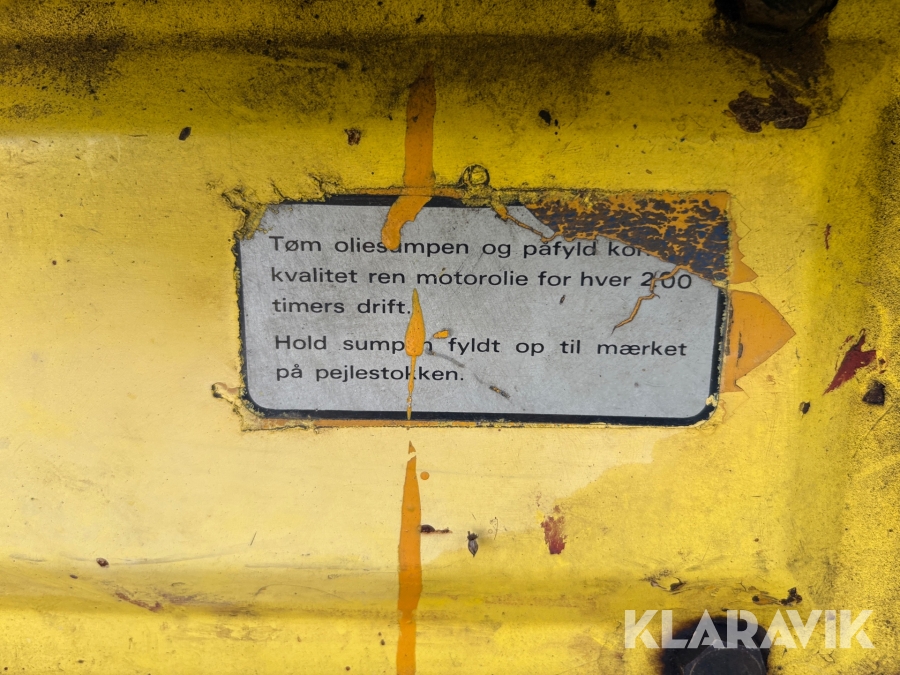 Tøm oliesumpen og påfyld
kvalitet ren motorolie for hver 200
timers drift.
Hold sumpen fyldt op til mærket
på pejlestokken.
KLARAVIK